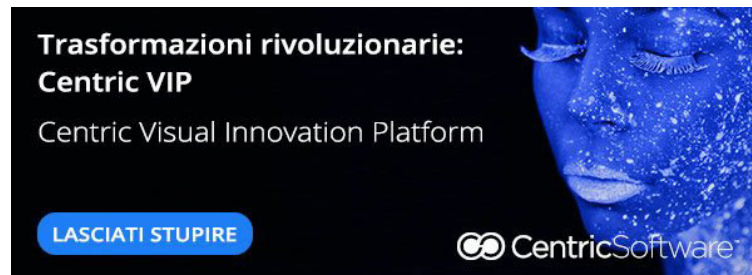 Trasformazioni rivoluzionarie:
Centric VIP
Centric Visual Innovation Platform
LASCIATI STUPIRE
CentricSoftware